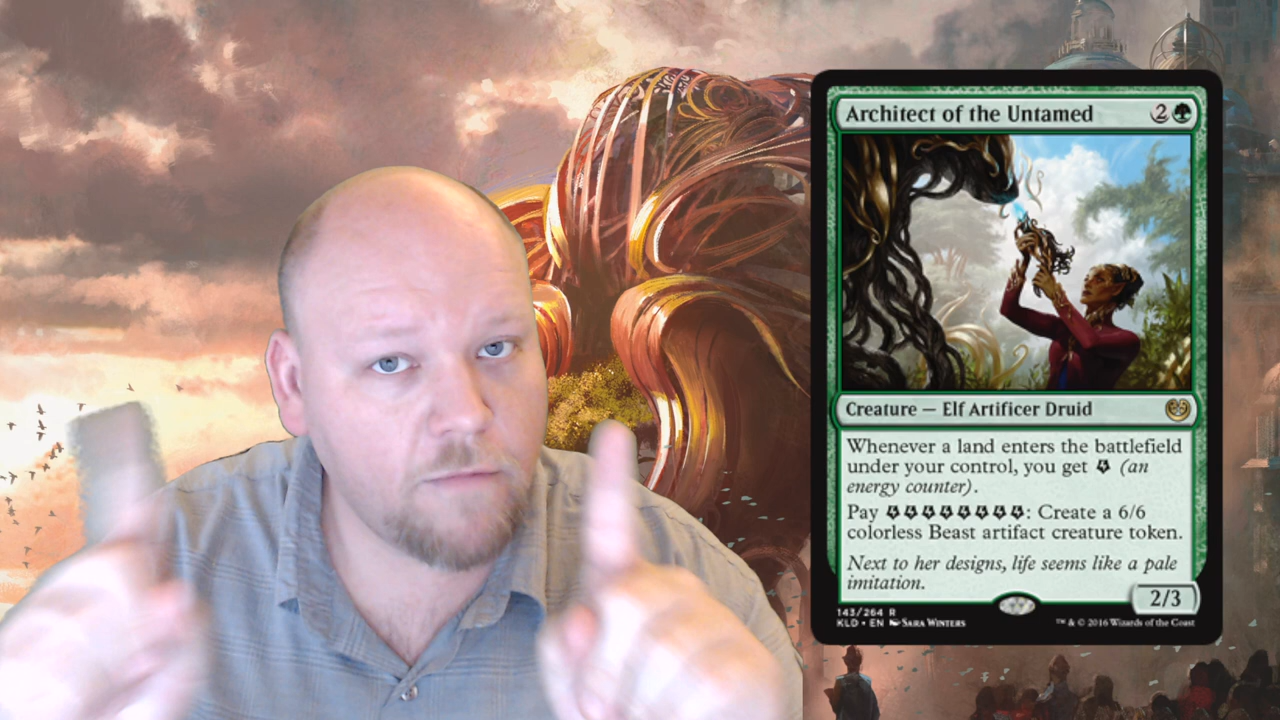 Architect of the Untamed 2
Creature — Elf Artificer Druid
Whenever a land enters the battlefield
under your control, you get (an
energy counter).
Pay : Create a 6/6
colorless Beast artifact creature token.
Next to her designs, life seems like a pale
imitation.
2/3
143/264 R
KLD • EN Sara Winters
™ & © 2016 Wizards of the Coast